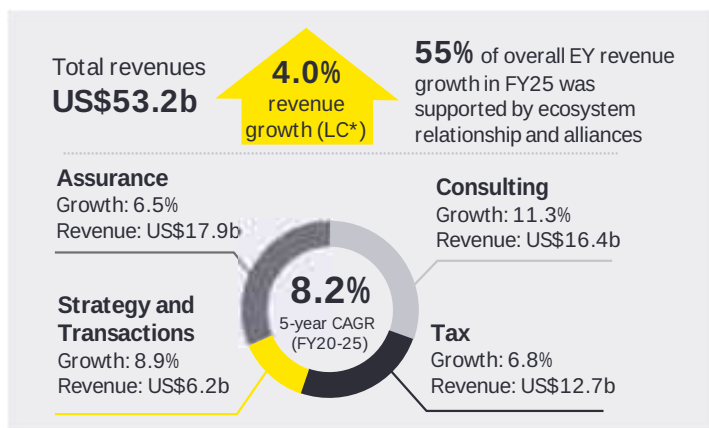 Total revenues
US$53.2b
4.0%
revenue
growth (LC*)
55% of overall EY revenue
growth in FY25 was
supported by ecosystem
relationship and alliances
Assurance
Growth: 6.5%
Revenue: US$17.9b
Consulting
Growth: 11.3%
Revenue: US$16.4b
8.2%
5-year CAGR
(FY20-25)
Strategy and
Transactions
Growth: 8.9%
Revenue: US$6.2b
Tax
Growth: 6.8%
Revenue: US$12.7b